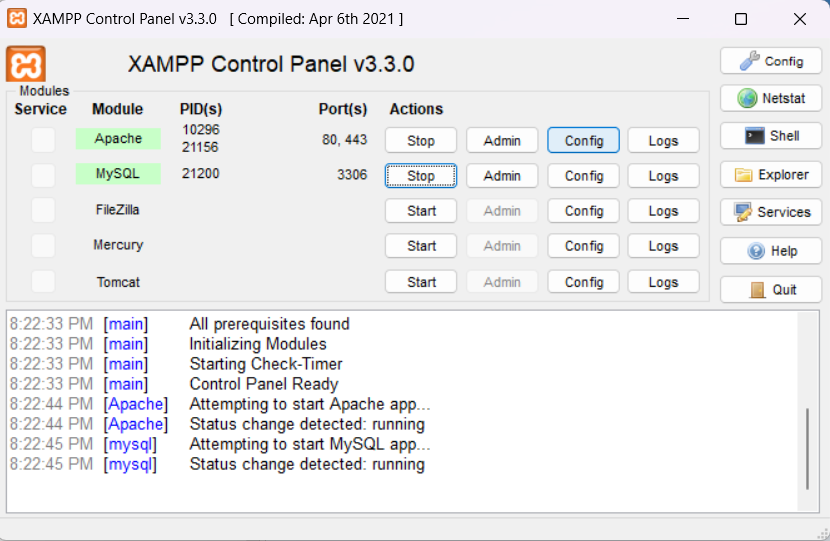 XAMPP Control Panel v3.3.0 [ Compiled: Apr 6th 2021 ]
XAMPP Control Panel v3.3.0
Modules
Service Module PID(s) Port(s) Actions
Apache 10296 21156 80, 443 Stop Admin Config Logs
MySQL 21200 3306 Stop Admin Config Logs
FileZilla Start Admin Config Logs
Mercury Start Admin Config Logs
Tomcat Start Admin Config Logs
Config
Netstat
Shell
Explorer
Services
Help
Quit
8:22:33 PM [main] All prerequisites found
8:22:33 PM [main] Initializing Modules
8:22:33 PM [main] Starting Check-Timer
8:22:33 PM [main] Control Panel Ready
8:22:44 PM [Apache] Attempting to start Apache app...
8:22:44 PM [Apache] Status change detected: running
8:22:45 PM [mysql] Attempting to start MySQL app...
8:22:45 PM [mysql] Status change detected: running